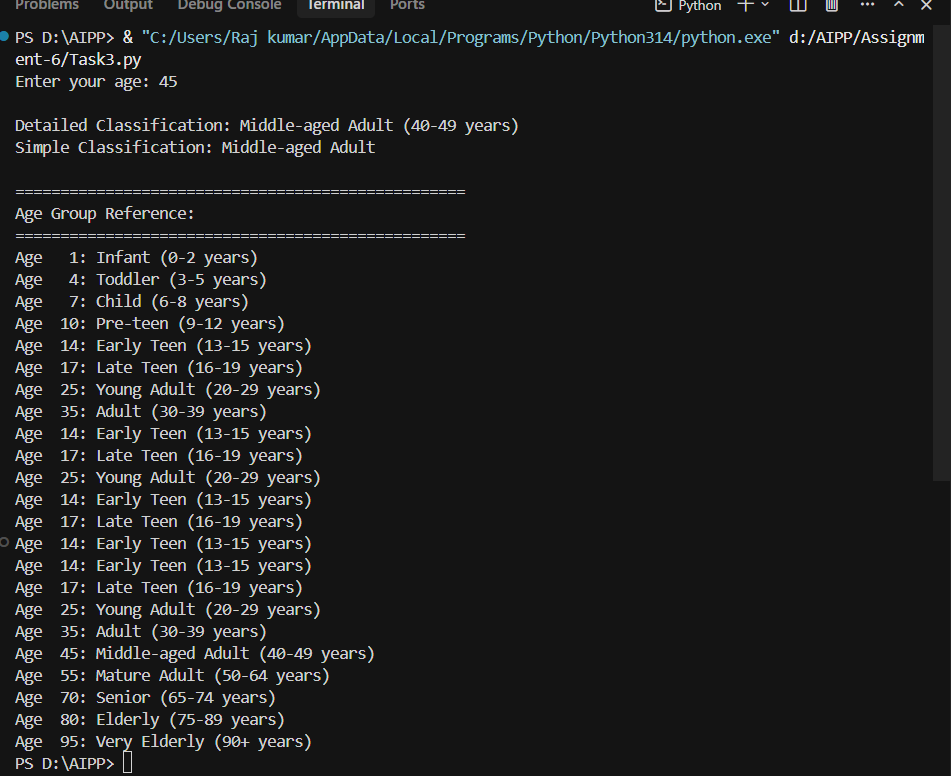 Problems Output Debug Console Terminal Ports Python
PS D:\AIPP> & "C:/Users/Raj kumar/AppData/Local/Programs/Python/Python314/python.exe" d:/AIPP/Assignm
ent-6/Task3.py
Enter your age: 45
Detailed Classification: Middle-aged Adult (40-49 years)
Simple Classification: Middle-aged Adult
==================================================
Age Group Reference:
==================================================
Age   1: Infant (0-2 years)
Age   4: Toddler (3-5 years)
Age   7: Child (6-8 years)
Age  10: Pre-teen (9-12 years)
Age  14: Early Teen (13-15 years)
Age  17: Late Teen (16-19 years)
Age  25: Young Adult (20-29 years)
Age  35: Adult (30-39 years)
Age  14: Early Teen (13-15 years)
Age  17: Late Teen (16-19 years)
Age  25: Young Adult (20-29 years)
Age  14: Early Teen (13-15 years)
Age  17: Late Teen (16-19 years)
Age  14: Early Teen (13-15 years)
Age  14: Early Teen (13-15 years)
Age  17: Late Teen (16-19 years)
Age  25: Young Adult (20-29 years)
Age  35: Adult (30-39 years)
Age  45: Middle-aged Adult (40-49 years)
Age  55: Mature Adult (50-64 years)
Age  70: Senior (65-74 years)
Age  80: Elderly (75-89 years)
Age  95: Very Elderly (90+ years)
PS D:\AIPP>